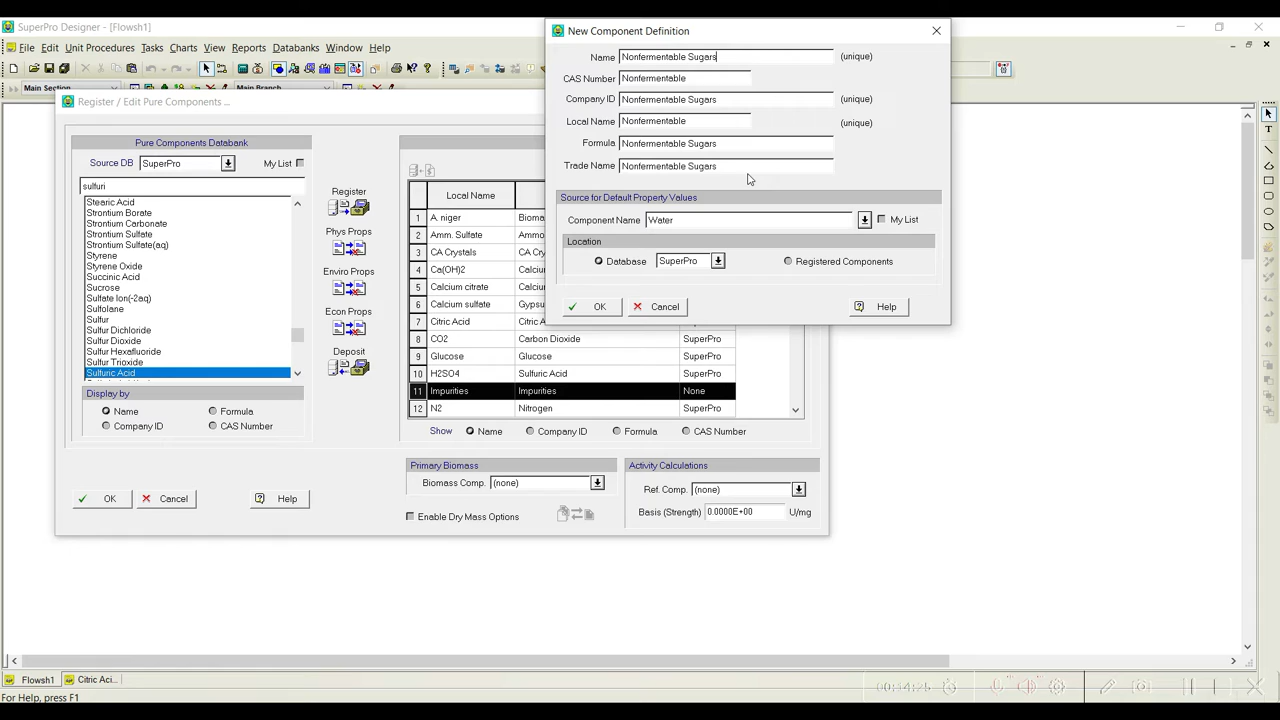 SuperPro Designer - [Flowsh1]
File Edit Unit Procedures Tasks Charts View Reports Databanks Window Help
Main Section
Main Branch
Register / Edit Pure Components ...
Pure Components Databank
Source DB SuperPro My List
sulfuri
Stearic Acid
Strontium Borate
Strontium Carbonate
Strontium Sulfate
Strontium Sulfate(aq)
Styrene
Styrene Oxide
Succinic Acid
Sucrose
Sulfate Ion(-2aq)
Sulfolane
Sulfur
Sulfur Dichloride
Sulfur Dioxide
Sulfur Hexafluoride
Sulfur Trioxide
Sulfuric Acid
Display by
Name Formula
Company ID CAS Number
OK Cancel Help
Register
Phys Props
Enviro Props
Econ Props
Deposit
Local Name
1 A. niger
2 Amm. Sulfate
3 CA Crystals
4 Ca(OH)2
5 Calcium citrate
6 Calcium sulfate
7 Citric Acid
8 CO2 Carbon Dioxide SuperPro
9 Glucose Glucose SuperPro
10 H2SO4 Sulfuric Acid SuperPro
11 Impurities Impurities None
12 N2 Nitrogen SuperPro
Show Name Company ID Formula CAS Number
Primary Biomass
Biomass Comp. (none)
Enable Dry Mass Options
Activity Calculations
Ref. Comp. (none)
Basis (Strength) 0.0000E+00 U/mg
New Component Definition
Name Nonfermentable Sugars (unique)
CAS Number Nonfermentable
Company ID Nonfermentable Sugars (unique)
Local Name Nonfermentable (unique)
Formula Nonfermentable Sugars
Trade Name Nonfermentable Sugars
Source for Default Property Values
Component Name Water My List
Location
Database SuperPro Registered Components
OK Cancel Help
Flowsh1 Citric Aci...
For Help, press F1